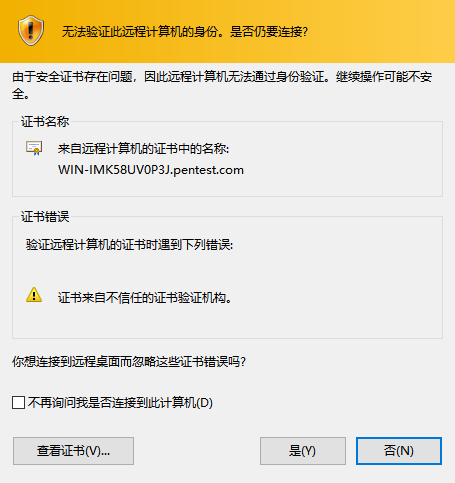 无法验证此远程计算机的身份。是否仍要连接?
由于安全证书存在问题，因此远程计算机无法通过身份验证。继续操作可能不安
全。
证书名称
来自远程计算机的证书中的名称:
WIN-IMK58UV0P3J.pentest.com
证书错误
验证远程计算机的证书时遇到下列错误:
证书来自不信任的证书验证机构。
你想连接到远程桌面而忽略这些证书错误吗?
不再询问我是否连接到此计算机(D)
查看证书(V)...
是(Y)
否(N)